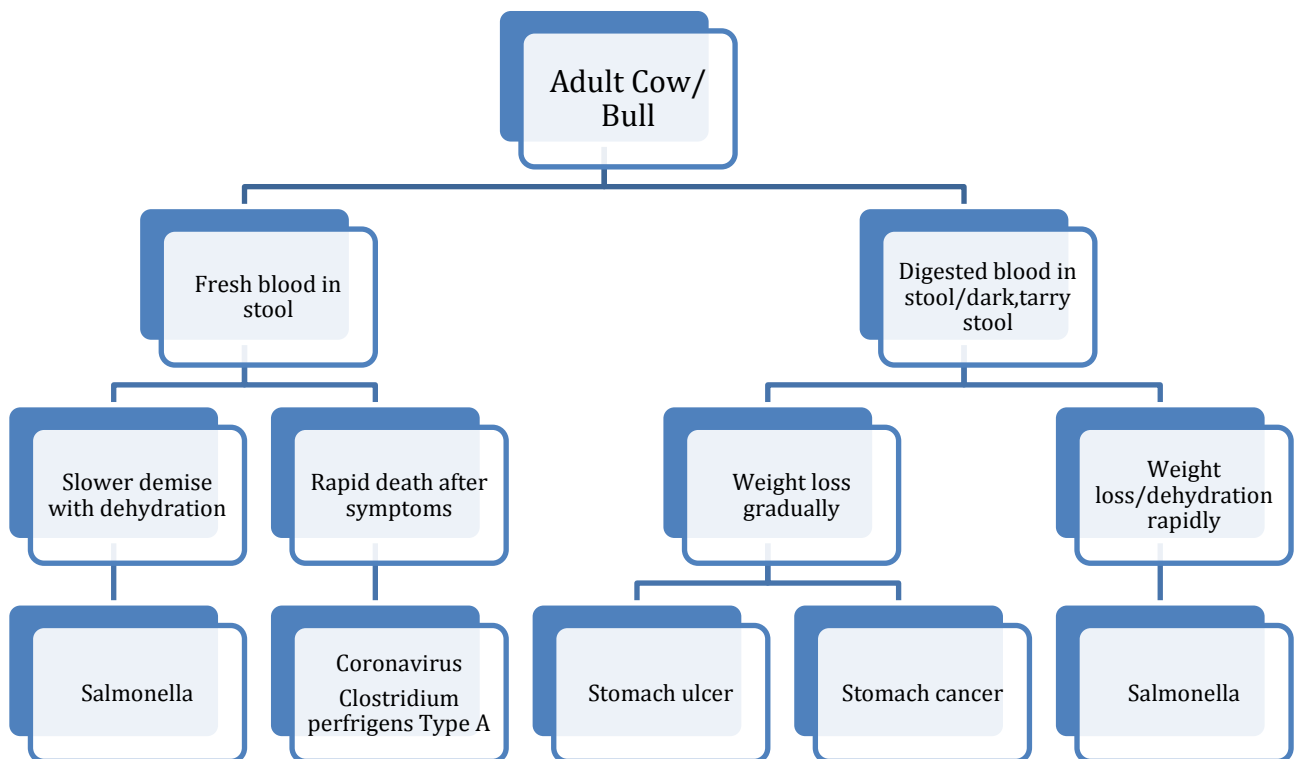 Adult Cow/
Bull
Fresh blood in
stool
Digested blood in
stool/dark,tarry
stool
Slower demise
with dehydration
Rapid death after
symptoms
Weight loss
gradually
Weight
loss/dehydration
rapidly
Salmonella
Coronavirus
Clostridium
perfrigens Type A
Stomach ulcer
Stomach cancer
Salmonella